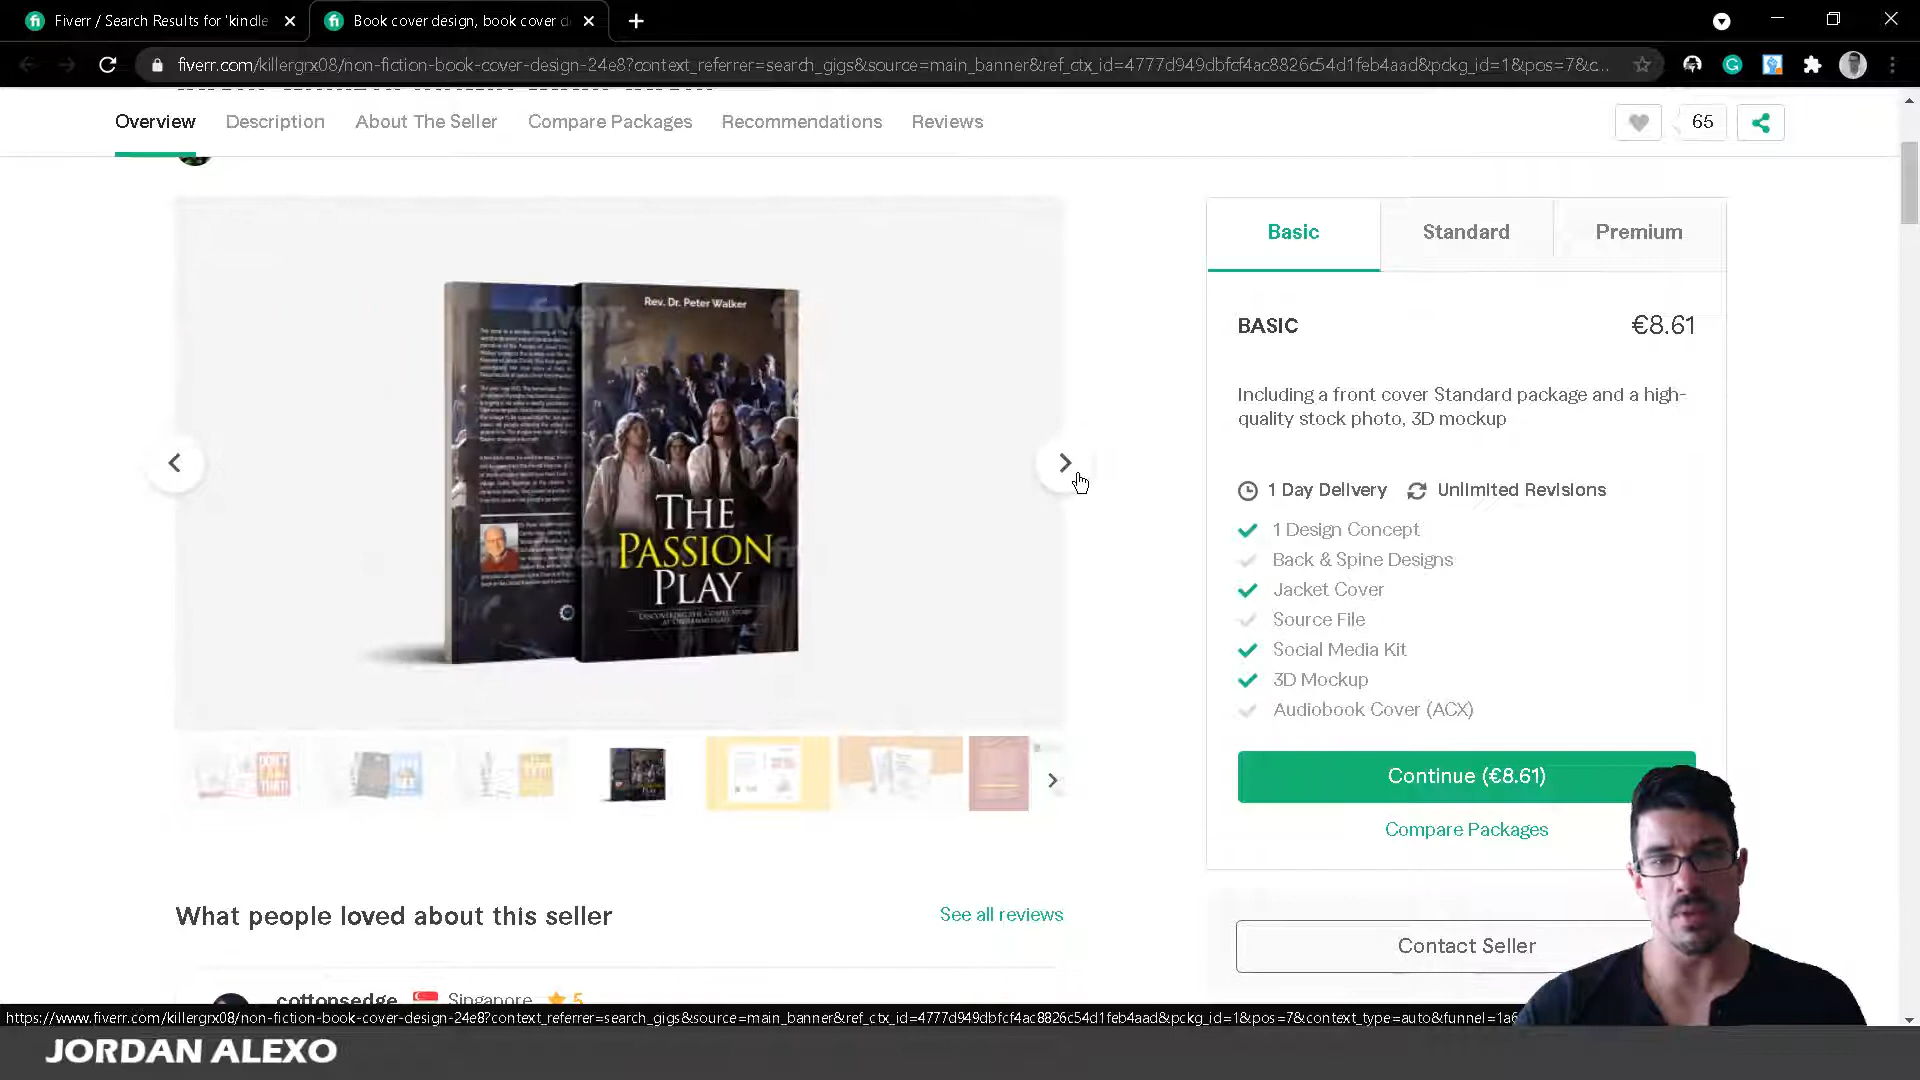 Fiverr / Search Results for 'kindle
Book cover design, book cover d
fiverr.com/killergrx08/non-fiction-book-cover-design-24e8?context_referrer=search_gigs&source=main_banner&ref_ctx_id=4777d949dbfcf4ac8826c54d1feb4aad&pckg_id=1&pos=7&c...
Overview
Description
About The Seller
Compare Packages
Recommendations
Reviews
65
Basic
Standard
Premium
BASIC
€8.61
Including a front cover Standard package and a high-
quality stock photo, 3D mockup
1 Day Delivery
Unlimited Revisions
1 Design Concept
Back & Spine Designs
Jacket Cover
Source File
Social Media Kit
3D Mockup
Audiobook Cover (ACX)
Continue (€8.61)
Compare Packages
Contact Seller
Rev. Dr. Peter Walker
fiverr.
THE
PASSION
PLAY
What people loved about this seller
See all reviews
cottonsedge
Singapore
5
https://www.fiverr.com/killergrx08/non-fiction-book-cover-design-24e8?context_referrer=search_gigs&source=main_banner&ref_ctx_id=4777d949dbfcf4ac8826c54d1feb4aad&pckg_id=1&pos=7&context_type=auto&funnel=1a6
JORDAN ALEXO